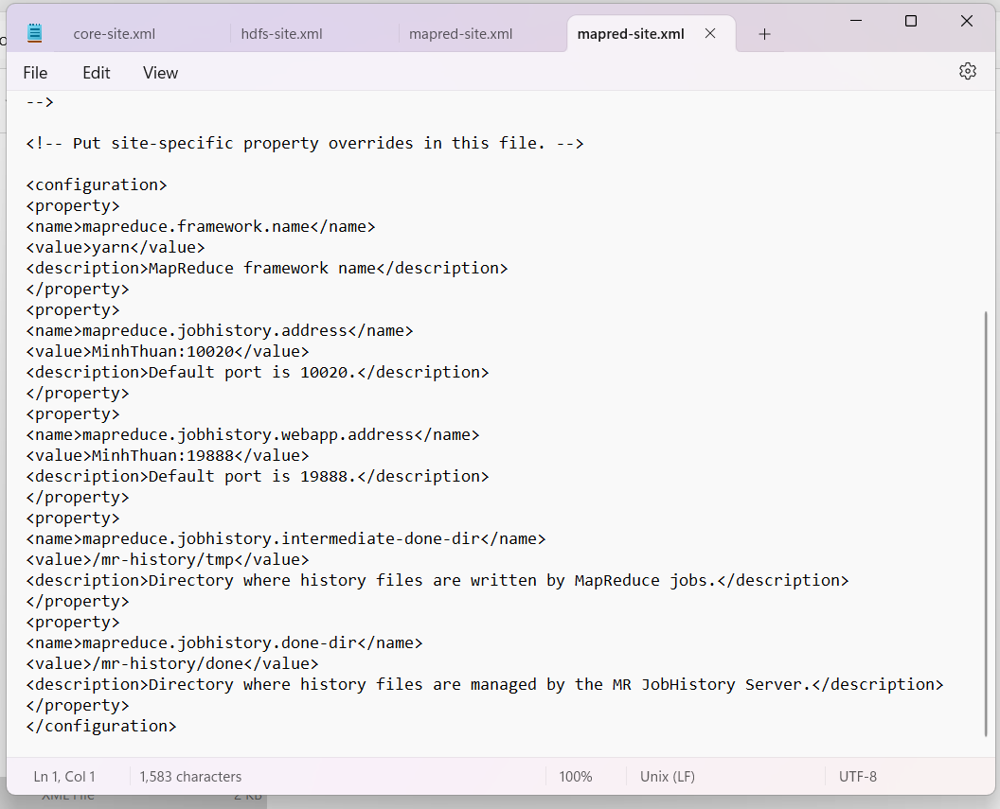 core-site.xml
hdfs-site.xml
mapred-site.xml
mapred-site.xml
File Edit View
-->
<!-- Put site-specific property overrides in this file. -->
<configuration>
<property>
<name>mapreduce.framework.name</name>
<value>yarn</value>
<description>MapReduce framework name</description>
</property>
<property>
<name>mapreduce.jobhistory.address</name>
<value>MinhThuan:10020</value>
<description>Default port is 10020.</description>
</property>
<property>
<name>mapreduce.jobhistory.webapp.address</name>
<value>MinhThuan:19888</value>
<description>Default port is 19888.</description>
</property>
<property>
<name>mapreduce.jobhistory.intermediate-done-dir</name>
<value>/mr-history/tmp</value>
<description>Directory where history files are written by MapReduce jobs.</description>
</property>
<property>
<name>mapreduce.jobhistory.done-dir</name>
<value>/mr-history/done</value>
<description>Directory where history files are managed by the MR JobHistory Server.</description>
</property>
</configuration>
Ln 1, Col 1
1,583 characters
100%
Unix (LF)
UTF-8
XML File
2 KB